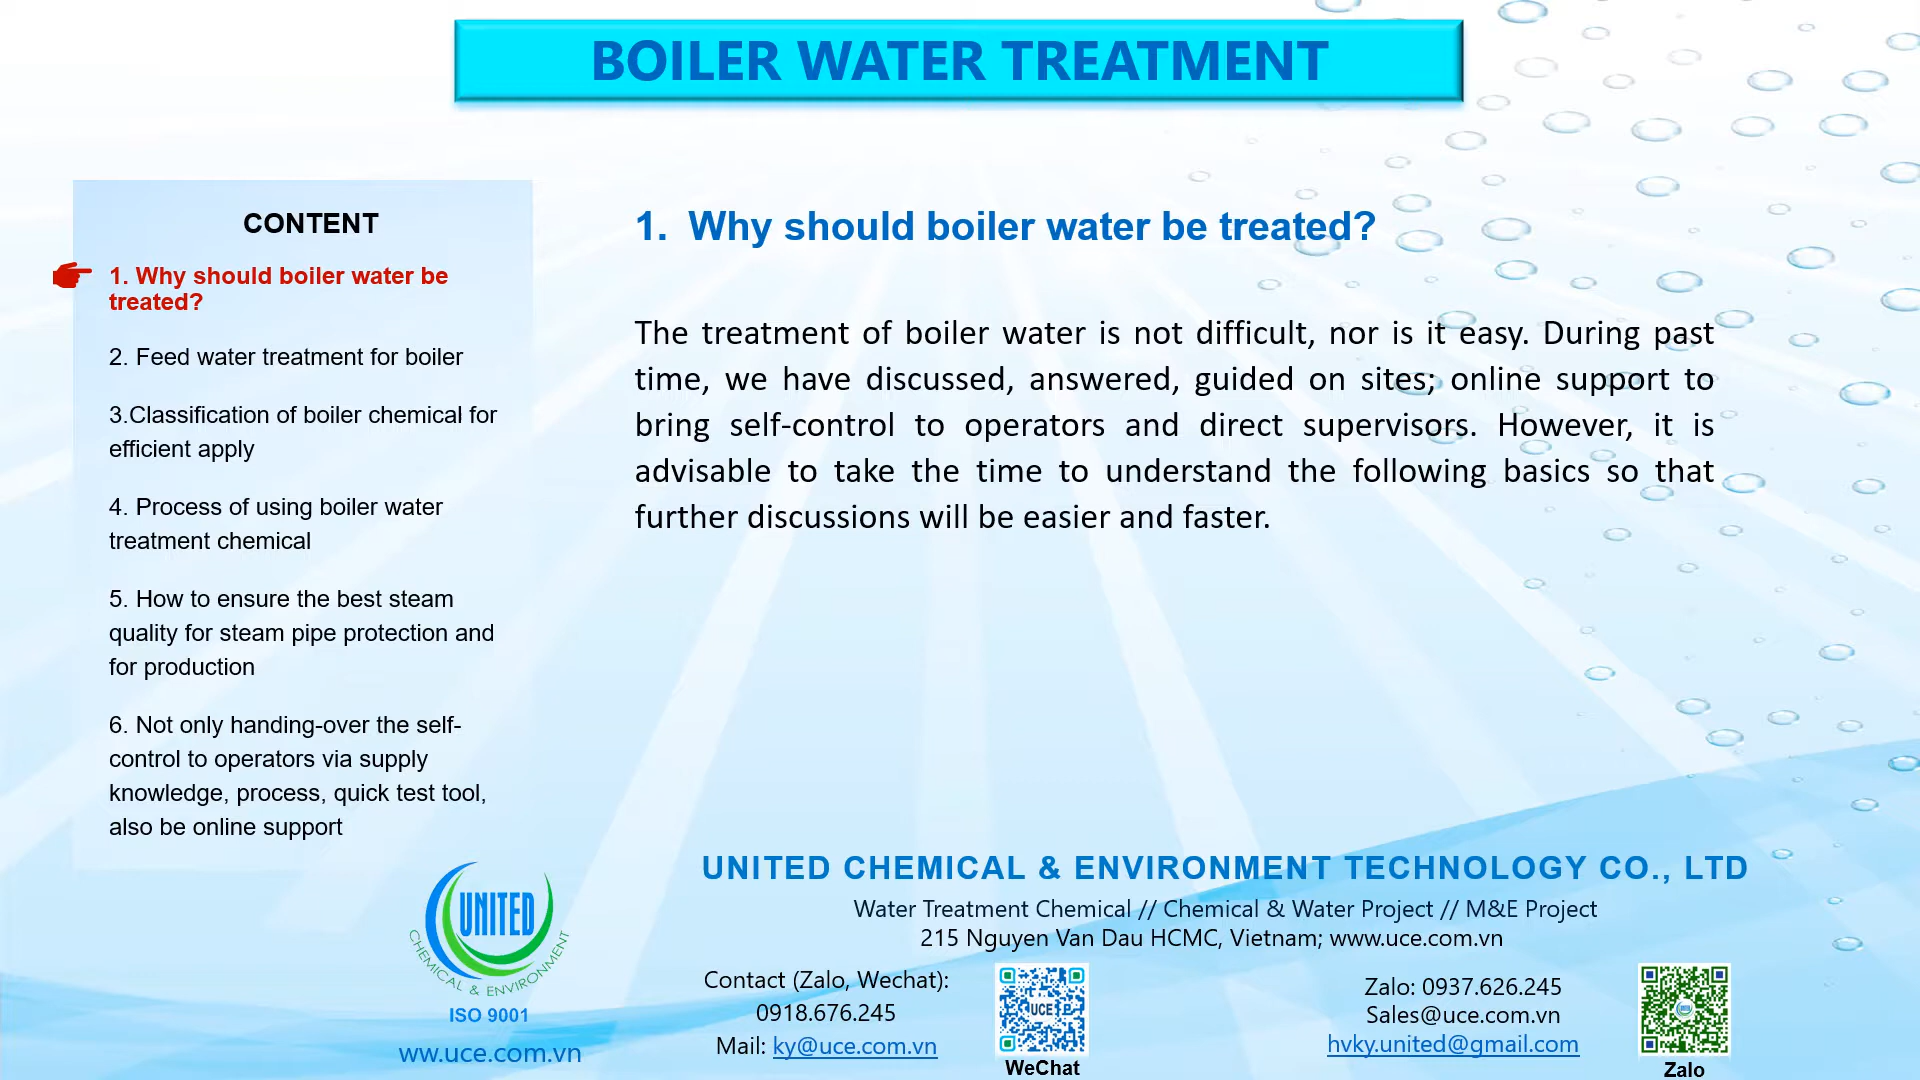 BOILER WATER TREATMENT
CONTENT
1. Why should boiler water be
treated?
2. Feed water treatment for boiler
3.Classification of boiler chemical for
efficient apply
4. Process of using boiler water
treatment chemical
5. How to ensure the best steam
quality for steam pipe protection and
for production
6. Not only handing-over the self-
control to operators via supply
knowledge, process, quick test tool,
also be online support
1. Why should boiler water be treated?
The treatment of boiler water is not difficult, nor is it easy. During past
time, we have discussed, answered, guided on sites; online support to
bring self-control to operators and direct supervisors. However, it is
advisable to take the time to understand the following basics so that
further discussions will be easier and faster.
UNITED
CHEMICAL & ENVIRONMENT
ISO 9001
ww.uce.com.vn
UNITED CHEMICAL & ENVIRONMENT TECHNOLOGY CO., LTD
Water Treatment Chemical // Chemical & Water Project // M&E Project
215 Nguyen Van Dau HCMC, Vietnam; www.uce.com.vn
Contact (Zalo, Wechat):
0918.676.245
Mail: ky@uce.com.vn
UCE
WeChat
Zalo: 0937.626.245
Sales@uce.com.vn
hvky.united@gmail.com
Zalo